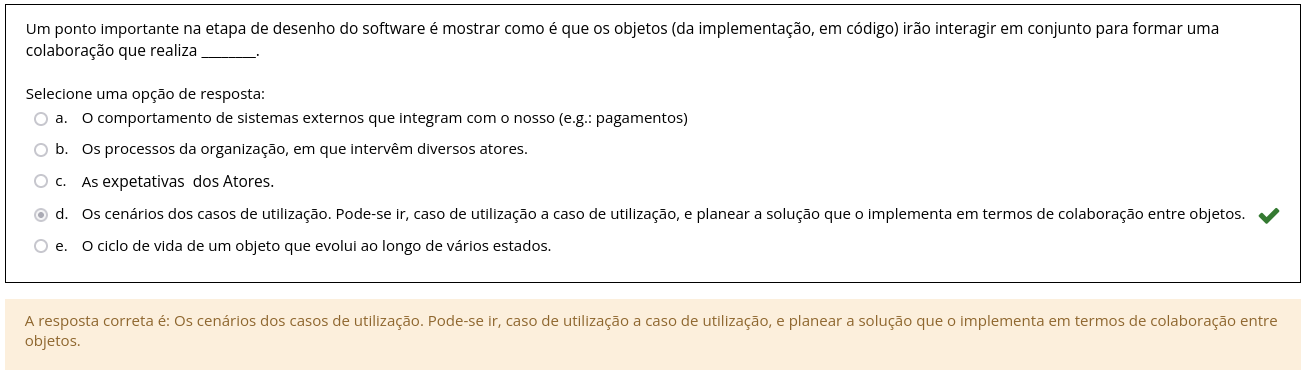 Um ponto importante na etapa de desenho do software é mostrar como é que os objetos (da implementação, em código) irão interagir em conjunto para formar uma
colaboração que realiza ________.
Selecione uma opção de resposta:
a. O comportamento de sistemas externos que integram com o nosso (e.g.: pagamentos)
b. Os processos da organização, em que intervêm diversos atores.
c. As expetativas dos Atores.
d. Os cenários dos casos de utilização. Pode-se ir, caso de utilização a caso de utilização, e planear a solução que o implementa em termos de colaboração entre objetos.
e. O ciclo de vida de um objeto que evolui ao longo de vários estados.
A resposta correta é: Os cenários dos casos de utilização. Pode-se ir, caso de utilização a caso de utilização, e planear a solução que o implementa em termos de colaboração entre
objetos.